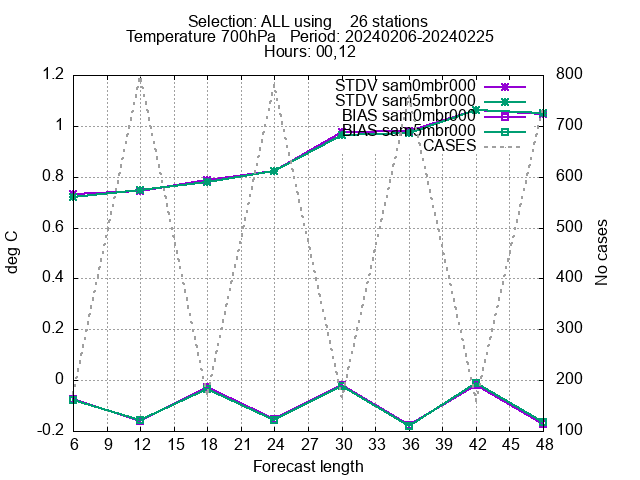 Selection: ALL using 26 stations
Temperature 700hPa Period: 20240206-20240225
Hours: 00,12
STDV sam0mbr000
STDV sam5mbr000
BIAS sam0mbr000
BIAS sam5mbr000
CASES
1.2
1
0.8
0.6
0.4
0.2
0
-0.2
deg C
800
700
600
500
400
300
200
100
No cases
6 9 12 15 18 21 24 27 30 33 36 39 42 45 48
Forecast length